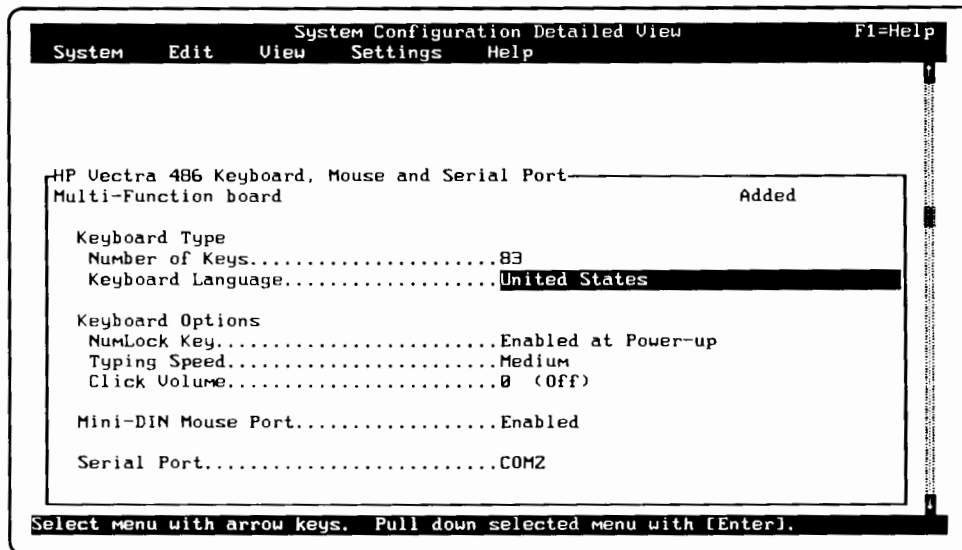 System Configuration Detailed View F1=Help
System Edit View Settings Help
HP Vectra 486 Keyboard, Mouse and Serial Port
Multi-Function board Added
Keyboard Type
Number of Keys.....................83
Keyboard Language..................United States
Keyboard Options
NumLock Key........................Enabled at Power-up
Typing Speed.......................Medium
Click Volume.......................0 (Off)
Mini-DIN Mouse Port.................Enabled
Serial Port.........................COM2
Select menu with arrow keys. Pull down selected menu with [Enter].